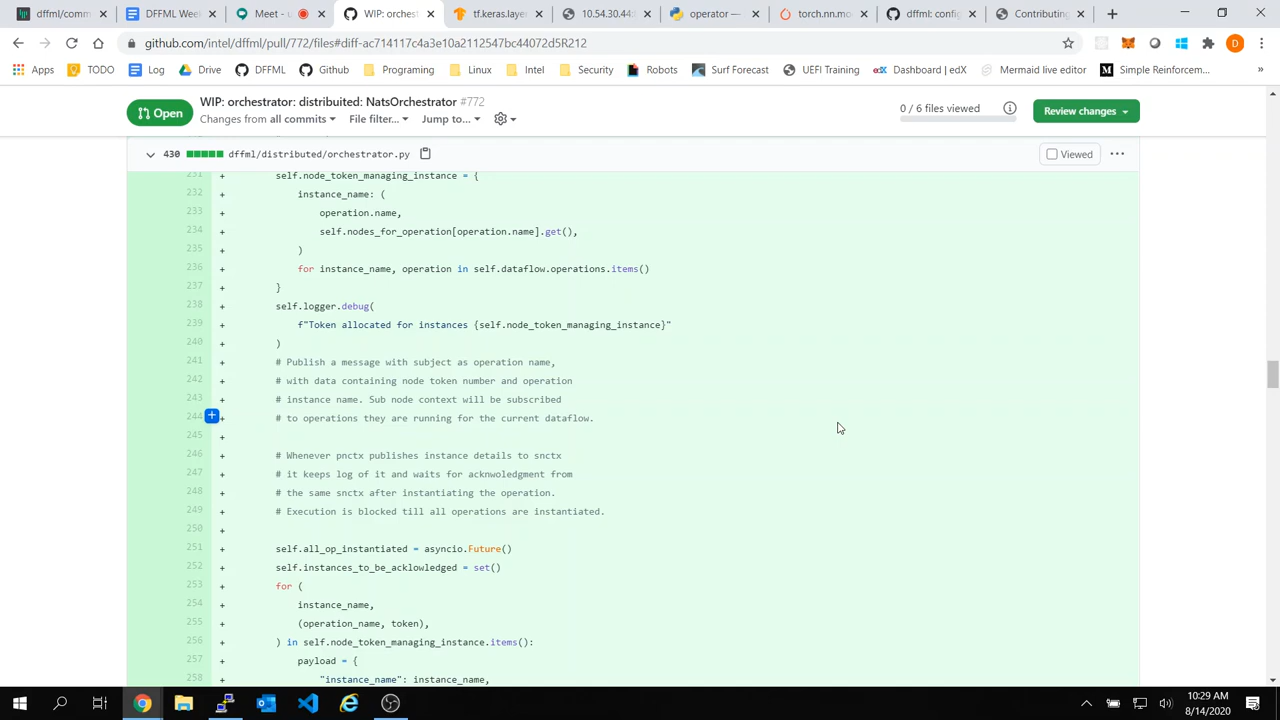 dffml/comm
DFFML Week
Meet -
WIP: orchest
tf.keras.layer
10.54.30.44:
operator —
torch.nn.mo
dffml: config
Contributing
github.com/intel/dffml/pull/772/files#diff-ac714117c4a3e10a2112547bc44072d5R212
D
Apps
TODO
Log
Drive
DFFML
Github
Programing
Linux
Intel
Security
Robots
Surf Forecast
UEFI Training
Dashboard | edX
Mermaid live editor
Simple Reinforcem...
»
Open
WIP: orchestrator: distribuited: NatsOrchestrator #772
Changes from all commits
File filter...
Jump to...
0 / 6 files viewed
Review changes
430 dffml/distributed/orchestrator.py
Viewed
231 + self.node_token_managing_instance = {
232 + instance_name: (
233 + operation.name,
234 + self.nodes_for_operation[operation.name].get(),
235 + )
236 + for instance_name, operation in self.dataflow.operations.items()
237 + }
238 + self.logger.debug(
239 + f"Token allocated for instances {self.node_token_managing_instance}"
240 + )
241 + # Publish a message with subject as operation name,
242 + # with data containing node token number and operation
243 + # instance name. Sub node context will be subscribed
244 + # to operations they are running for the current dataflow.
245 +
246 + # Whenever pnctx publishes instance details to snctx
247 + # it keeps log of it and waits for acknwoledgment from
248 + # the same snctx after instantiating the operation.
249 + # Execution is blocked till all operations are instantiated.
250 +
251 + self.all_op_instantiated = asyncio.Future()
252 + self.instances_to_be_acklowledged = set()
253 + for (
254 + instance_name,
255 + (operation_name, token),
256 + ) in self.node_token_managing_instance.items():
257 + payload = {
258 + "instance_name": instance_name,
10:29 AM
8/14/2020